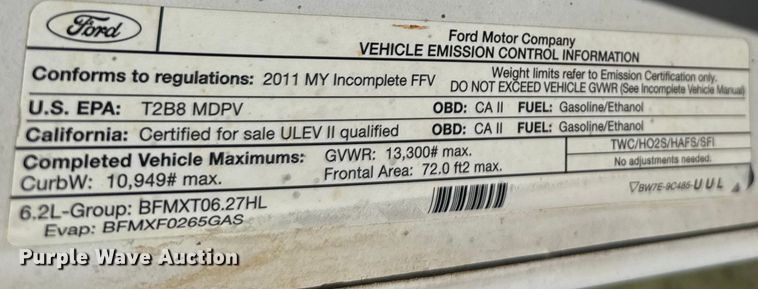 Ford
Ford Motor Company
VEHICLE EMISSION CONTROL INFORMATION
Conforms to regulations: 2011 MY Incomplete FFV
Weight limits refer to Emission Certification only.
DO NOT EXCEED VEHICLE GVWR (See Incomplete Vehicle Manual)
U.S. EPA: T2B8 MDPV OBD: CA II FUEL: Gasoline/Ethanol
California: Certified for sale ULEV II qualified OBD: CA II FUEL: Gasoline/Ethanol
Completed Vehicle Maximums: GVWR: 13,300# max.
CurbW: 10,949# max. Frontal Area: 72.0 ft2 max.
TWC/HO2S/HAFS/SFI
No adjustments needed.
6.2L-Group: BFMXT06.27HL
Evap: BFMXF0265GAS
BW7E-9C485-UUL
Purple Wave Auction